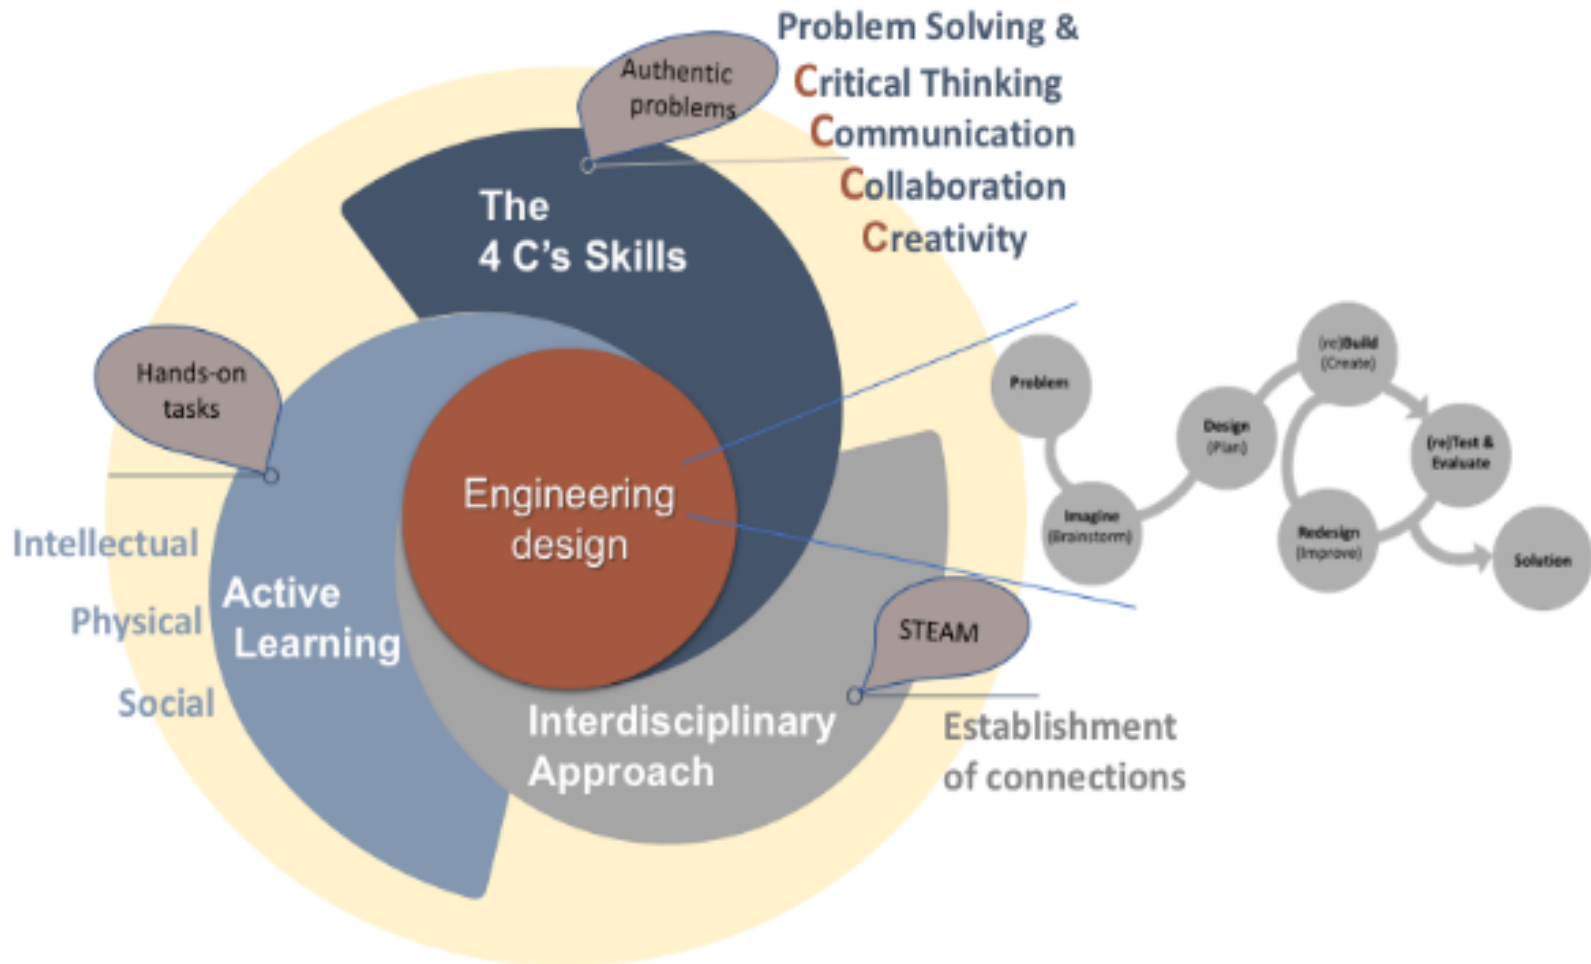 Problem Solving &
Critical Thinking
Communication
Collaboration
Creativity
Authentic
problems
The
4 C's Skills
Hands-on
tasks
Engineering
design
Intellectual
Physical
Social
Active
Learning
Interdisciplinary
Approach
STEAM
Establishment
of connections
Problem
Imagine
(Brainstorm)
Design
(Plan)
(re)Build
(Create)
(re)Test &
Evaluate
Redesign
(Improve)
Solution